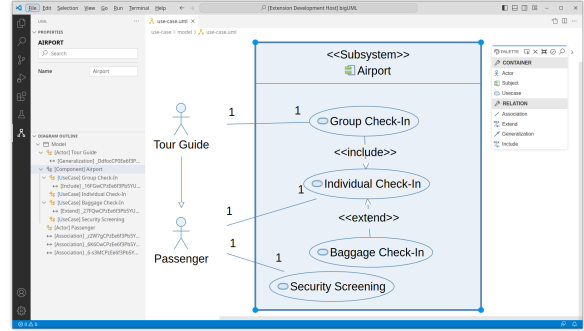 File Edit Selection View Go Run Terminal Help
[Extension Development Host] bigUML
UML
PROPERTIES
AIRPORT
Search
Name Airport
DIAGRAM OUTLINE
Model
[Actor] Tour Guide
[Component] Airport
[UseCase] Group Check-In
[UseCase] Individual Check-In
[UseCase] Baggage Check-In
[UseCase] Security Screening
[Actor] Passenger
use-case.uml
use-case > model > use-case.uml
<<Subsystem>>
Airport
1
1
Group Check-In
Tour Guide
<<include>>
1
Individual Check-In
1
<<extend>>
1
Passenger
1
Baggage Check-In
Security Screening
PALETTE
CONTAINER
Actor
Subject
Usecase
RELATION
Association
Extend
Generalization
Include